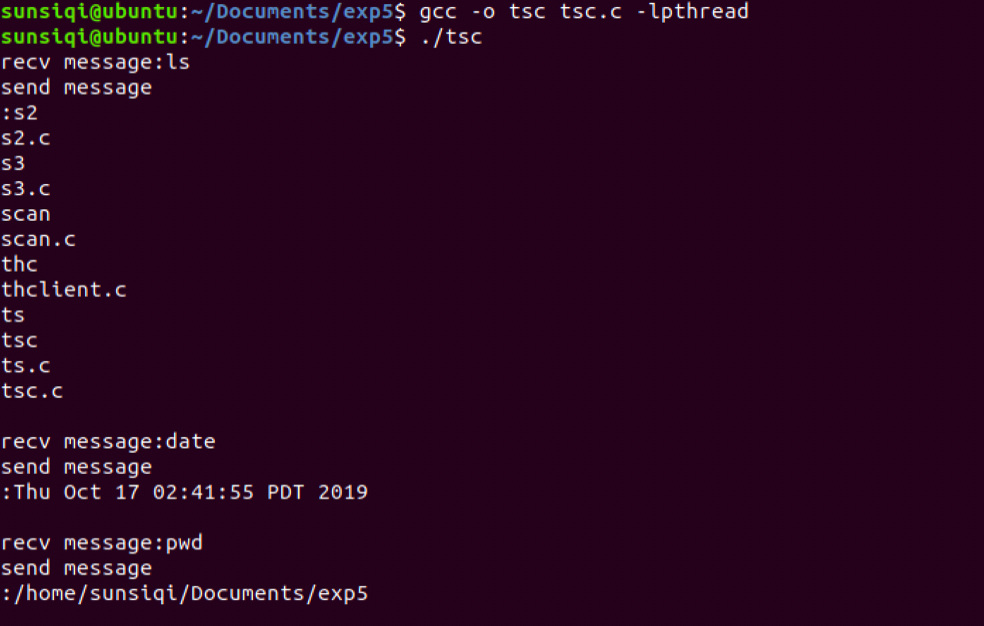 sunsiqi@ubuntu:~/Documents/exp5$ gcc -o tsc tsc.c -lpthread
sunsiqi@ubuntu:~/Documents/exp5$ ./tsc
recv message:ls
send message
:s2
s2.c
s3
s3.c
scan
scan.c
thc
thclient.c
ts
tsc
ts.c
tsc.c
recv message:date
send message
:Thu Oct 17 02:41:55 PDT 2019
recv message:pwd
send message
:/home/sunsiqi/Documents/exp5